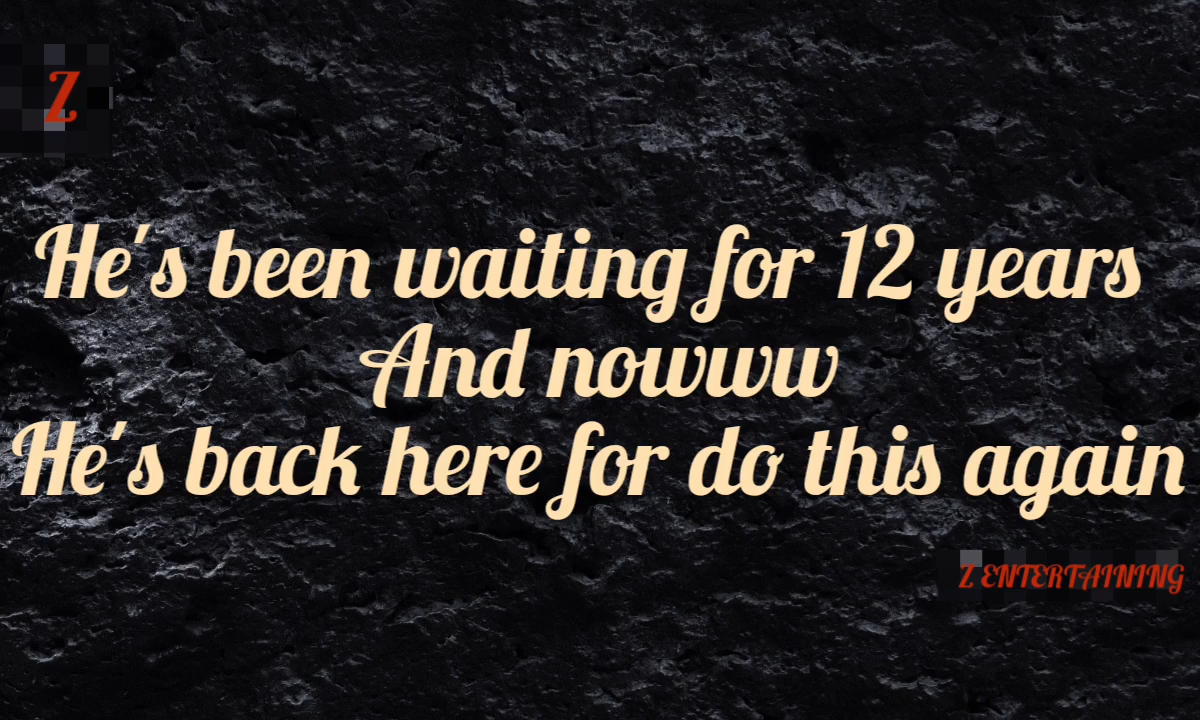 Z
He's been waiting for 12 years
And nowww
He's back here for do this again
Z ENTERTAINING